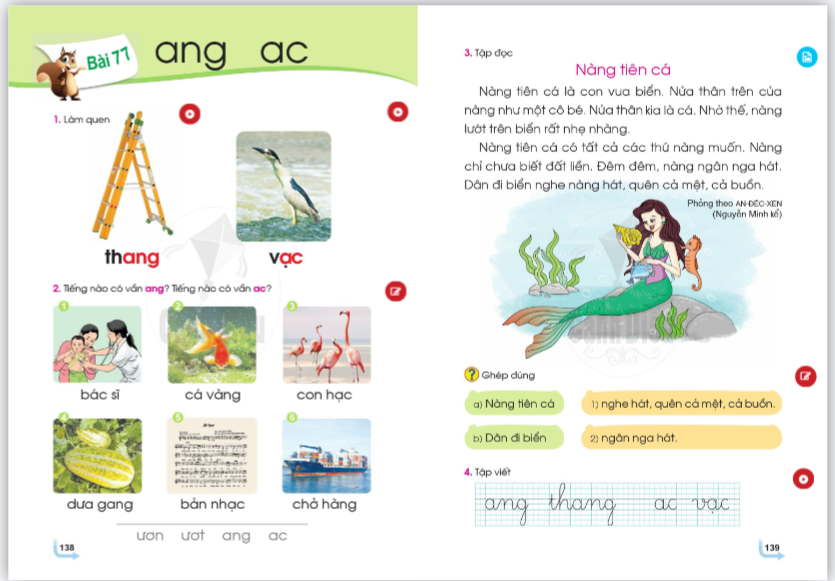 Bài 77
ang ac
1. Làm quen
thang
vạc
2. Tiếng nào có vần ang? Tiếng nào có vần ac?
1
2
3
bác sĩ
cá vàng
con hạc
4
5
6
dưa gang
bản nhạc
chở hàng
ươn ươt ang ac
138
3. Tập đọc
Nàng tiên cá
Nàng tiên cá là con vua biển. Nửa thân trên của
nàng như một cô bé. Nửa thân kia là cá. Nhờ thế, nàng
lướt trên biển rất nhẹ nhàng.
Nàng tiên cá có tất cả các thứ nàng muốn. Nàng
chỉ chưa biết đất liền. Đêm đêm, nàng ngân nga hát.
Dân đi biển nghe nàng hát, quên cả mệt, cả buồn.
Phỏng theo AN-ĐÉC-XEN
(Nguyễn Minh kể)
? Ghép đúng
a) Nàng tiên cá
1) nghe hát, quên cả mệt, cả buồn.
b) Dân đi biển
2) ngân nga hát.
4. Tập viết
ang thang ac vạc
139